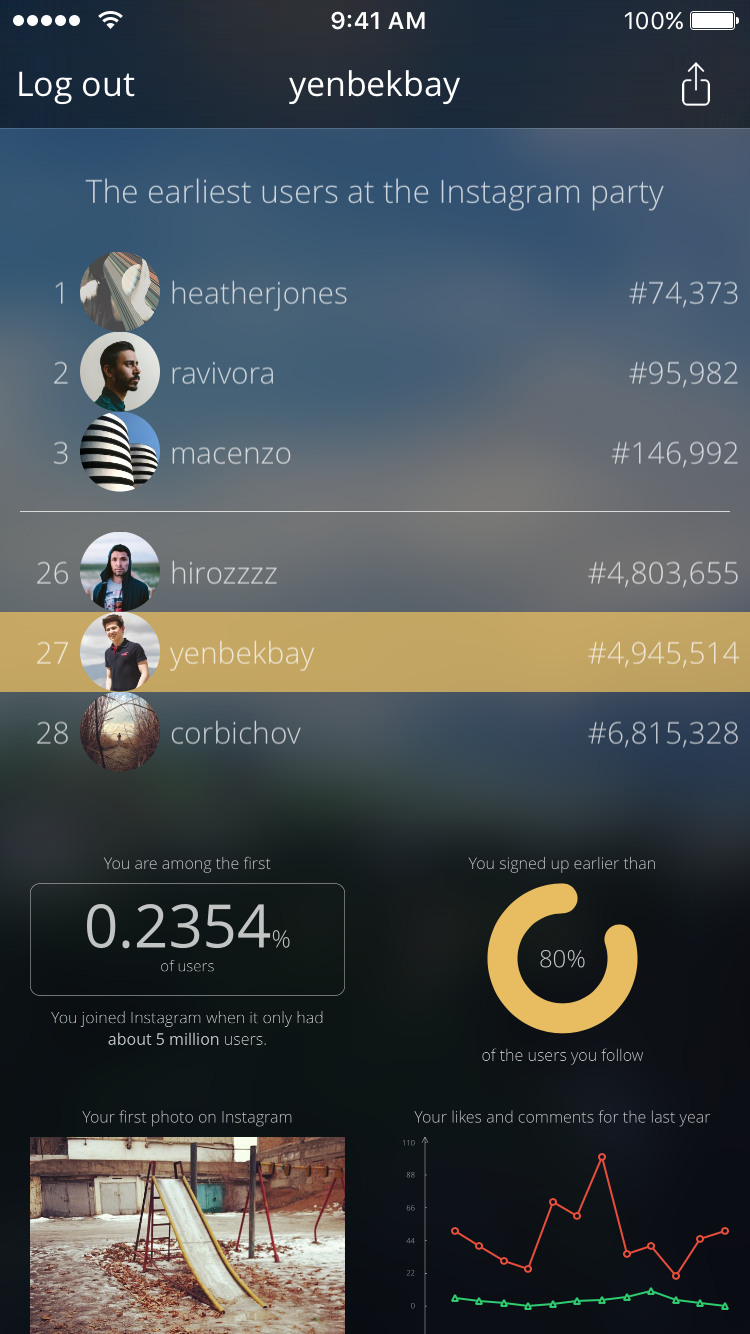 9:41 AM
100%
Log out
yenbekbay
The earliest users at the Instagram party
1 heatherjones #74,373
2 ravivora #95,982
3 macenzo #146,992
26 hirozzzz #4,803,655
27 yenbekbay #4,945,514
28 corbichov #6,815,328
You are among the first
0.2354%
of users
You joined Instagram when it only had
about 5 million users.
You signed up earlier than
80%
of the users you follow
Your first photo on Instagram
Your likes and comments for the last year
110
88
66
44
22
0